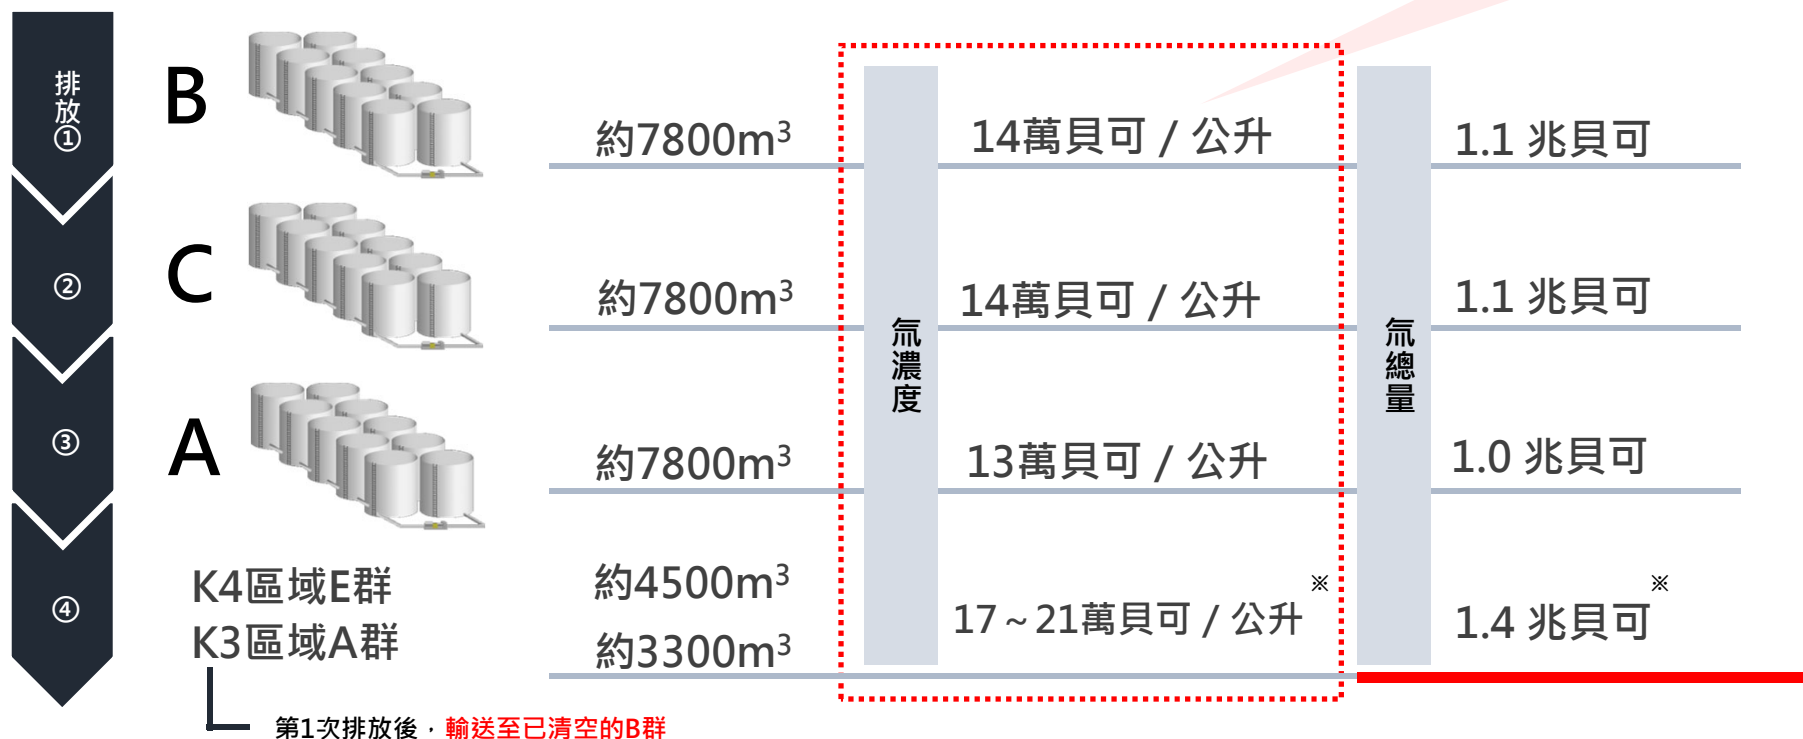 排放
①
B
約7800m³
14萬貝可 / 公升
1.1 兆貝可
②
C
約7800m³
14萬貝可 / 公升
1.1 兆貝可
氚濃度
氚總量
③
A
約7800m³
13萬貝可 / 公升
1.0 兆貝可
④
K4區域E群
約4500m³
K3區域A群
約3300m³
17~21萬貝可 / 公升※
1.4 兆貝可※
第1次排放後，輸送至已清空的B群